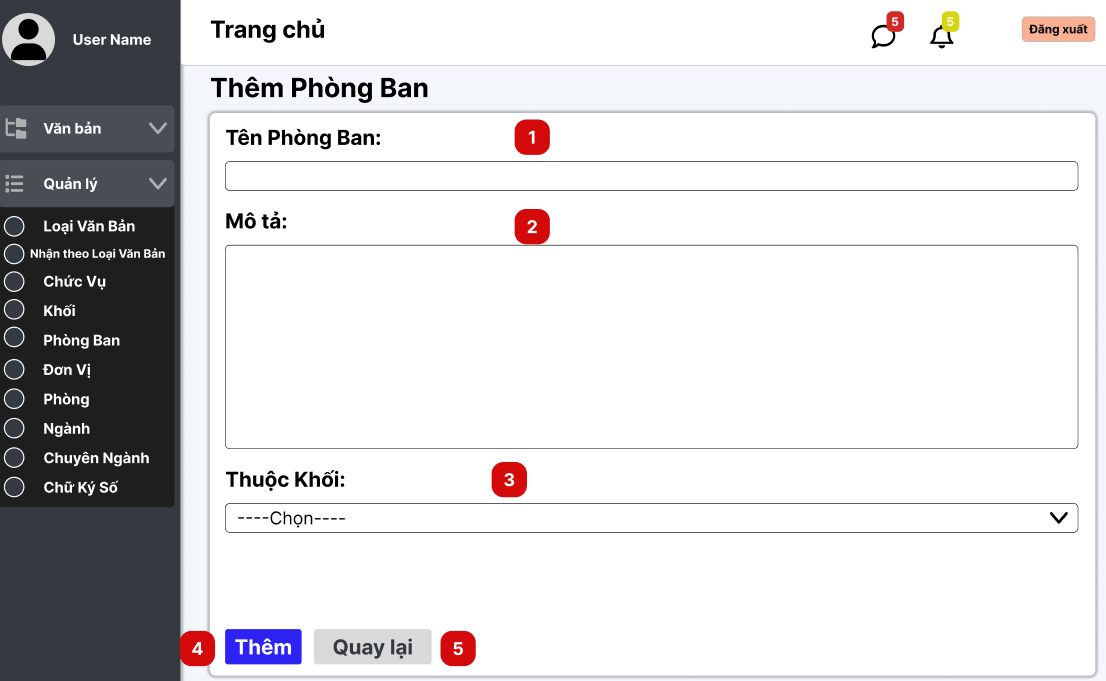 User Name
Trang chủ
5
5
Đăng xuất
Văn bản
Quản lý
Loại Văn Bản
Nhận theo Loại Văn Bản
Chức Vụ
Khối
Phòng Ban
Đơn Vị
Phòng
Ngành
Chuyên Ngành
Chữ Ký Số
Thêm Phòng Ban
Tên Phòng Ban:
1
Mô tả:
2
Thuộc Khối:
3
----Chọn----
4
Thêm
Quay lại
5